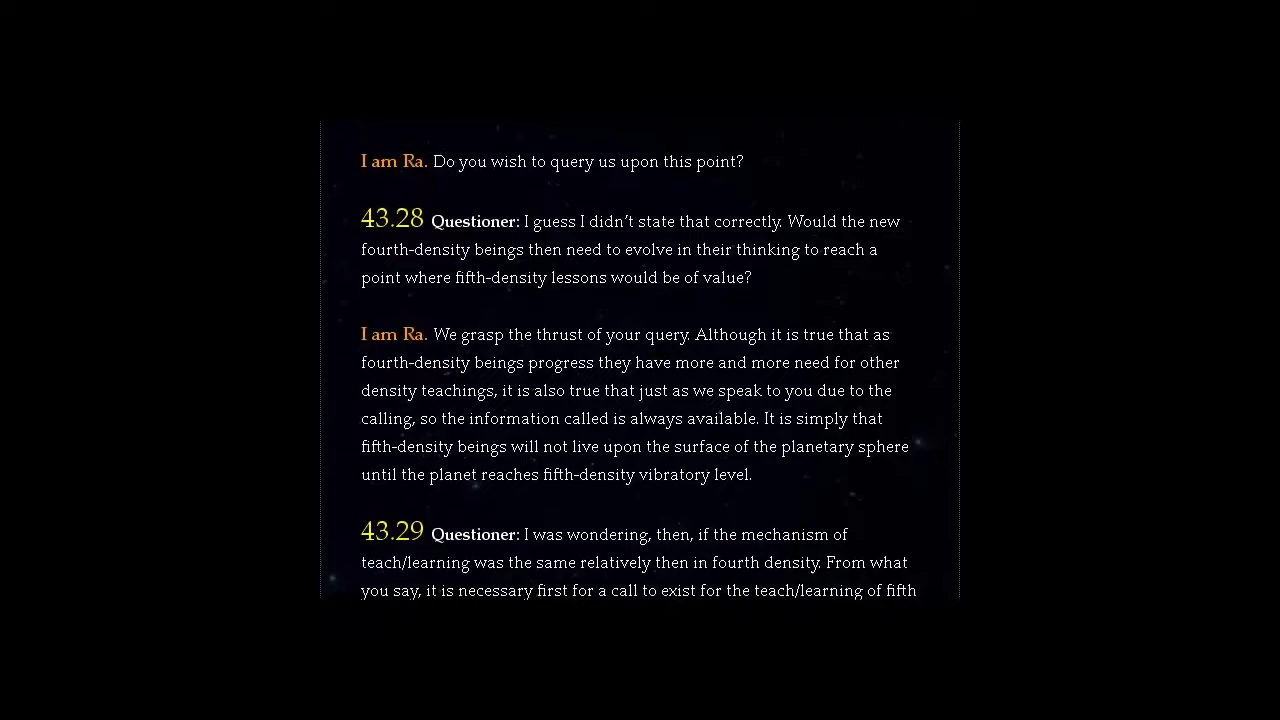 I am Ra. Do you wish to query us upon this point?
43.28 Questioner: I guess I didn't state that correctly. Would the new
fourth-density beings then need to evolve in their thinking to reach a
point where fifth-density lessons would be of value?
I am Ra. We grasp the thrust of your query. Although it is true that as
fourth-density beings progress they have more and more need for other
density teachings, it is also true that just as we speak to you due to the
calling, so the information called is always available. It is simply that
fifth-density beings will not live upon the surface of the planetary sphere
until the planet reaches fifth-density vibratory level.
43.29 Questioner: I was wondering, then, if the mechanism of
teach/learning was the same relatively then in fourth density. From what
you say, it is necessary first for a call to exist for the teach/learning of fifth